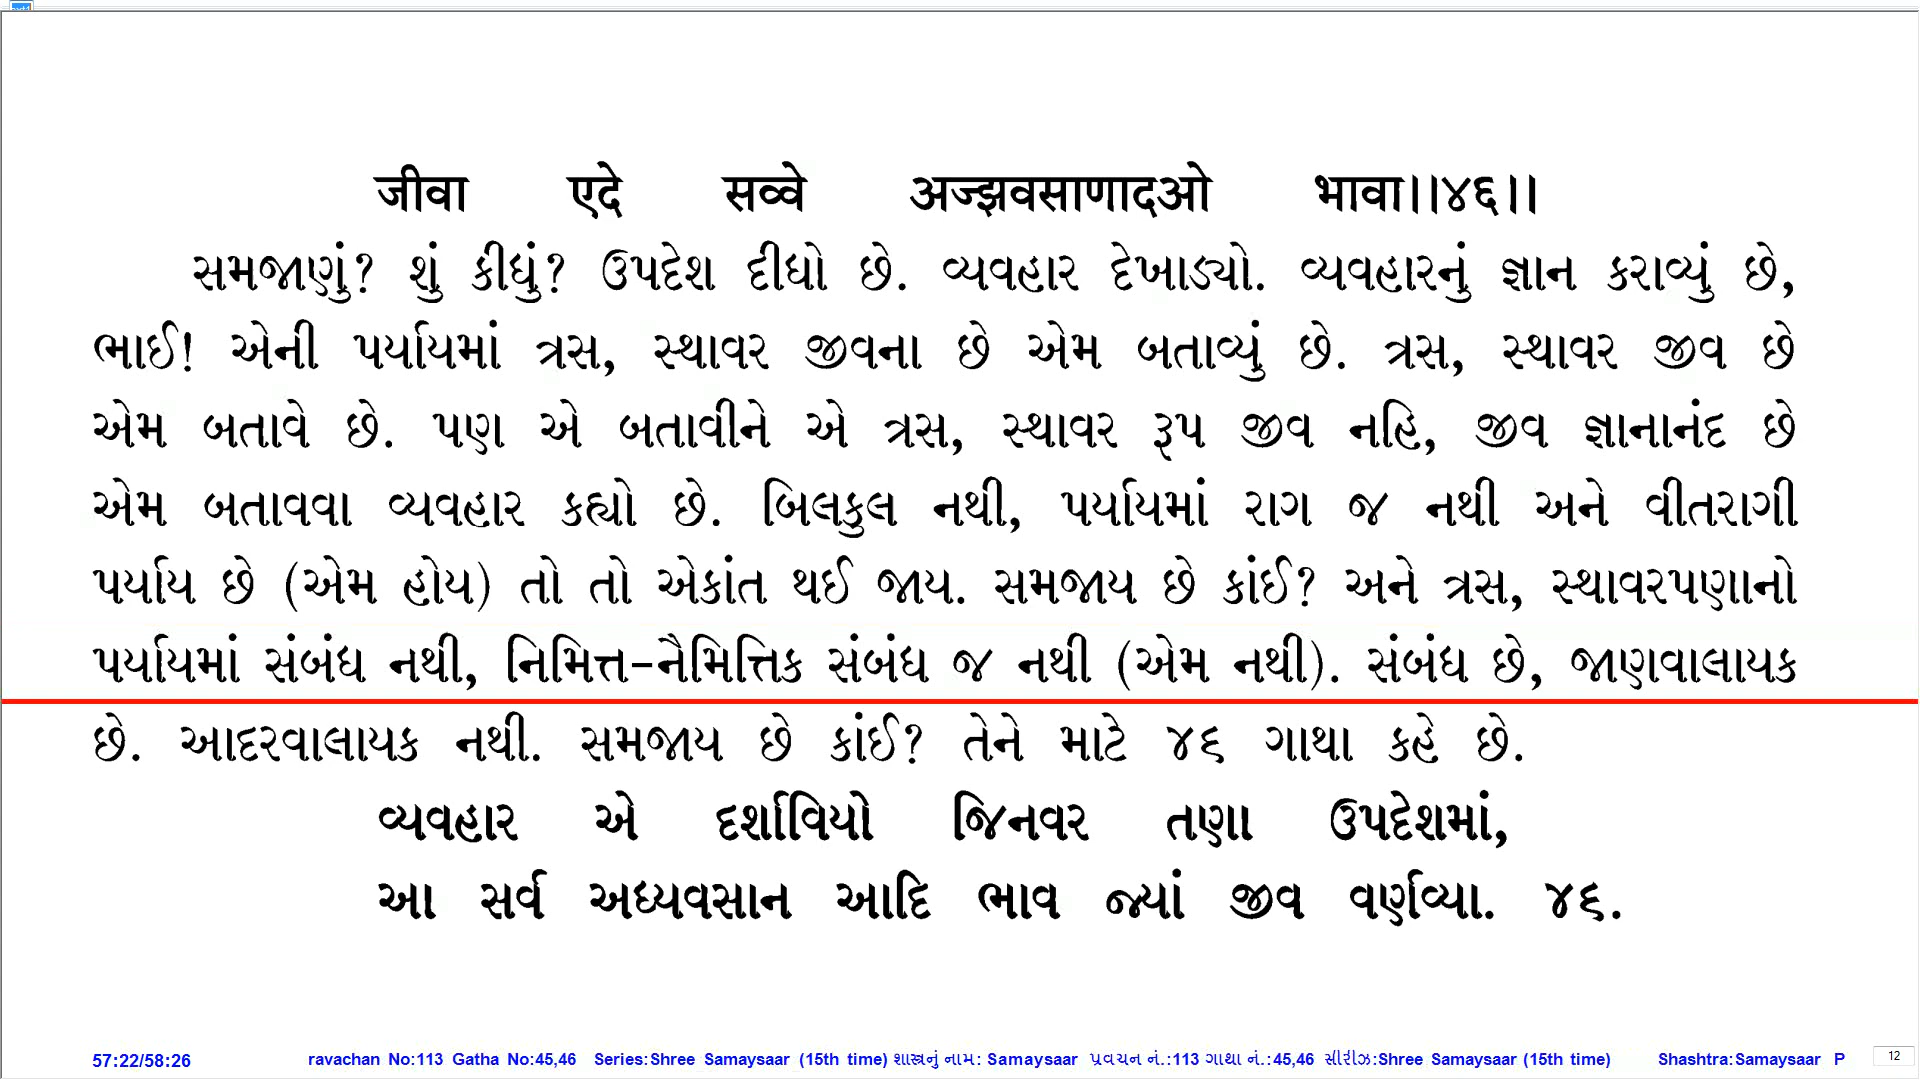 जीवा एदे सव्वे अज्झवसाणादओ भावा।।४६।।
સમજાણું? શું કીધું? ઉપદેશ દીધો છે. વ્યવહાર દેખાડ્યો. વ્યવહારનું જ્ઞાન કરાવ્યું છે,
ભાઈ! એની પર્યાયમાં ત્રસ, સ્થાવર જીવના છે એમ બતાવ્યું છે. ત્રસ, સ્થાવર જીવ છે
એમ બતાવે છે. પણ એ બતાવીને એ ત્રસ, સ્થાવર રૂપ જીવ નહિ, જીવ જ્ઞાનાનંદ છે
એમ બતાવવા વ્યવહાર કહ્યો છે. બિલકુલ નથી, પર્યાયમાં રાગ જ નથી અને વીતરાગી
પર્યાય છે (એમ હોય) તો તો એકાંત થઈ જાય. સમજાય છે કાંઈ? અને ત્રસ, સ્થાવરપણાનો
પર્યાયમાં સંબંધ નથી, નિમિત્ત-નૈમિત્તિક સંબંધ જ નથી (એમ નથી). સંબંધ છે, જાણવાલાયક
છે. આદરવાલાયક નથી. સમજાય છે કાંઈ? તેને માટે ૪૬ ગાથા કહે છે.
વ્યવહાર એ દર્શાવિયો જિનવર તણા ઉપદેશમાં,
આ સર્વ અધ્યવસાન આદિ ભાવ જ્યાં જીવ વર્ણવ્યા. ૪૬.
57:22/58:26 ravachan No:113 Gatha No:45,46 Series:Shree Samaysaar (15th time) શાસ્ત્રનું નામ: Samaysaar પ્રવચન નં.:113 ગાથા નં.:45,46 સીરીઝ:Shree Samaysaar (15th time) Shashtra:Samaysaar P 12